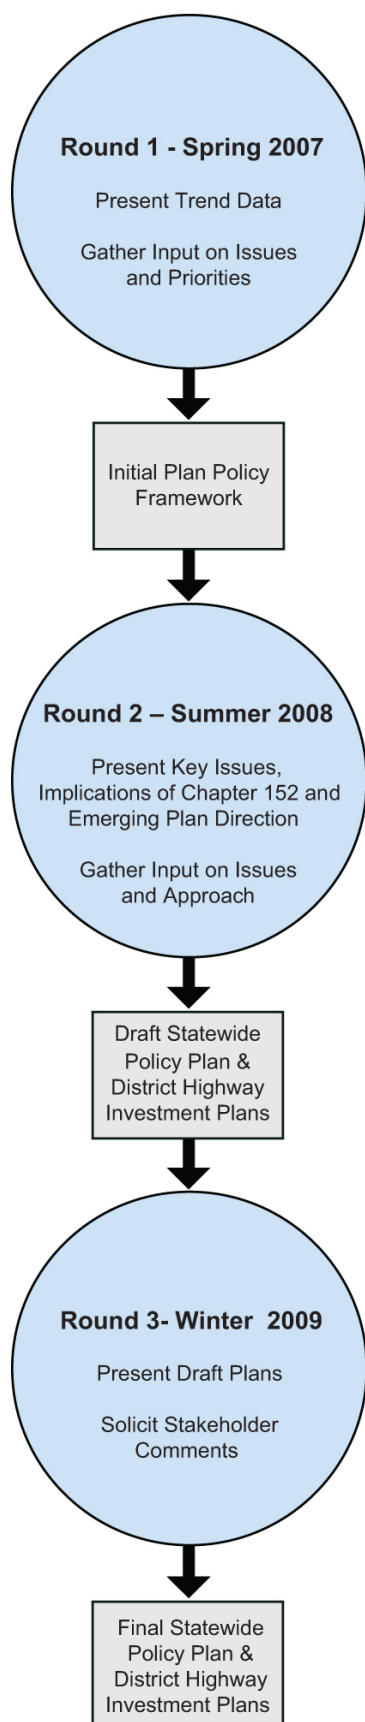 Round 1 - Spring 2007
Present Trend Data
Gather Input on Issues
and Priorities
Initial Plan Policy
Framework
Round 2 – Summer 2008
Present Key Issues,
Implications of Chapter 152 and
Emerging Plan Direction
Gather Input on Issues
and Approach
Draft Statewide
Policy Plan &
District Highway
Investment Plans
Round 3- Winter 2009
Present Draft Plans
Solicit Stakeholder
Comments
Final Statewide
Policy Plan &
District Highway
Investment Plans